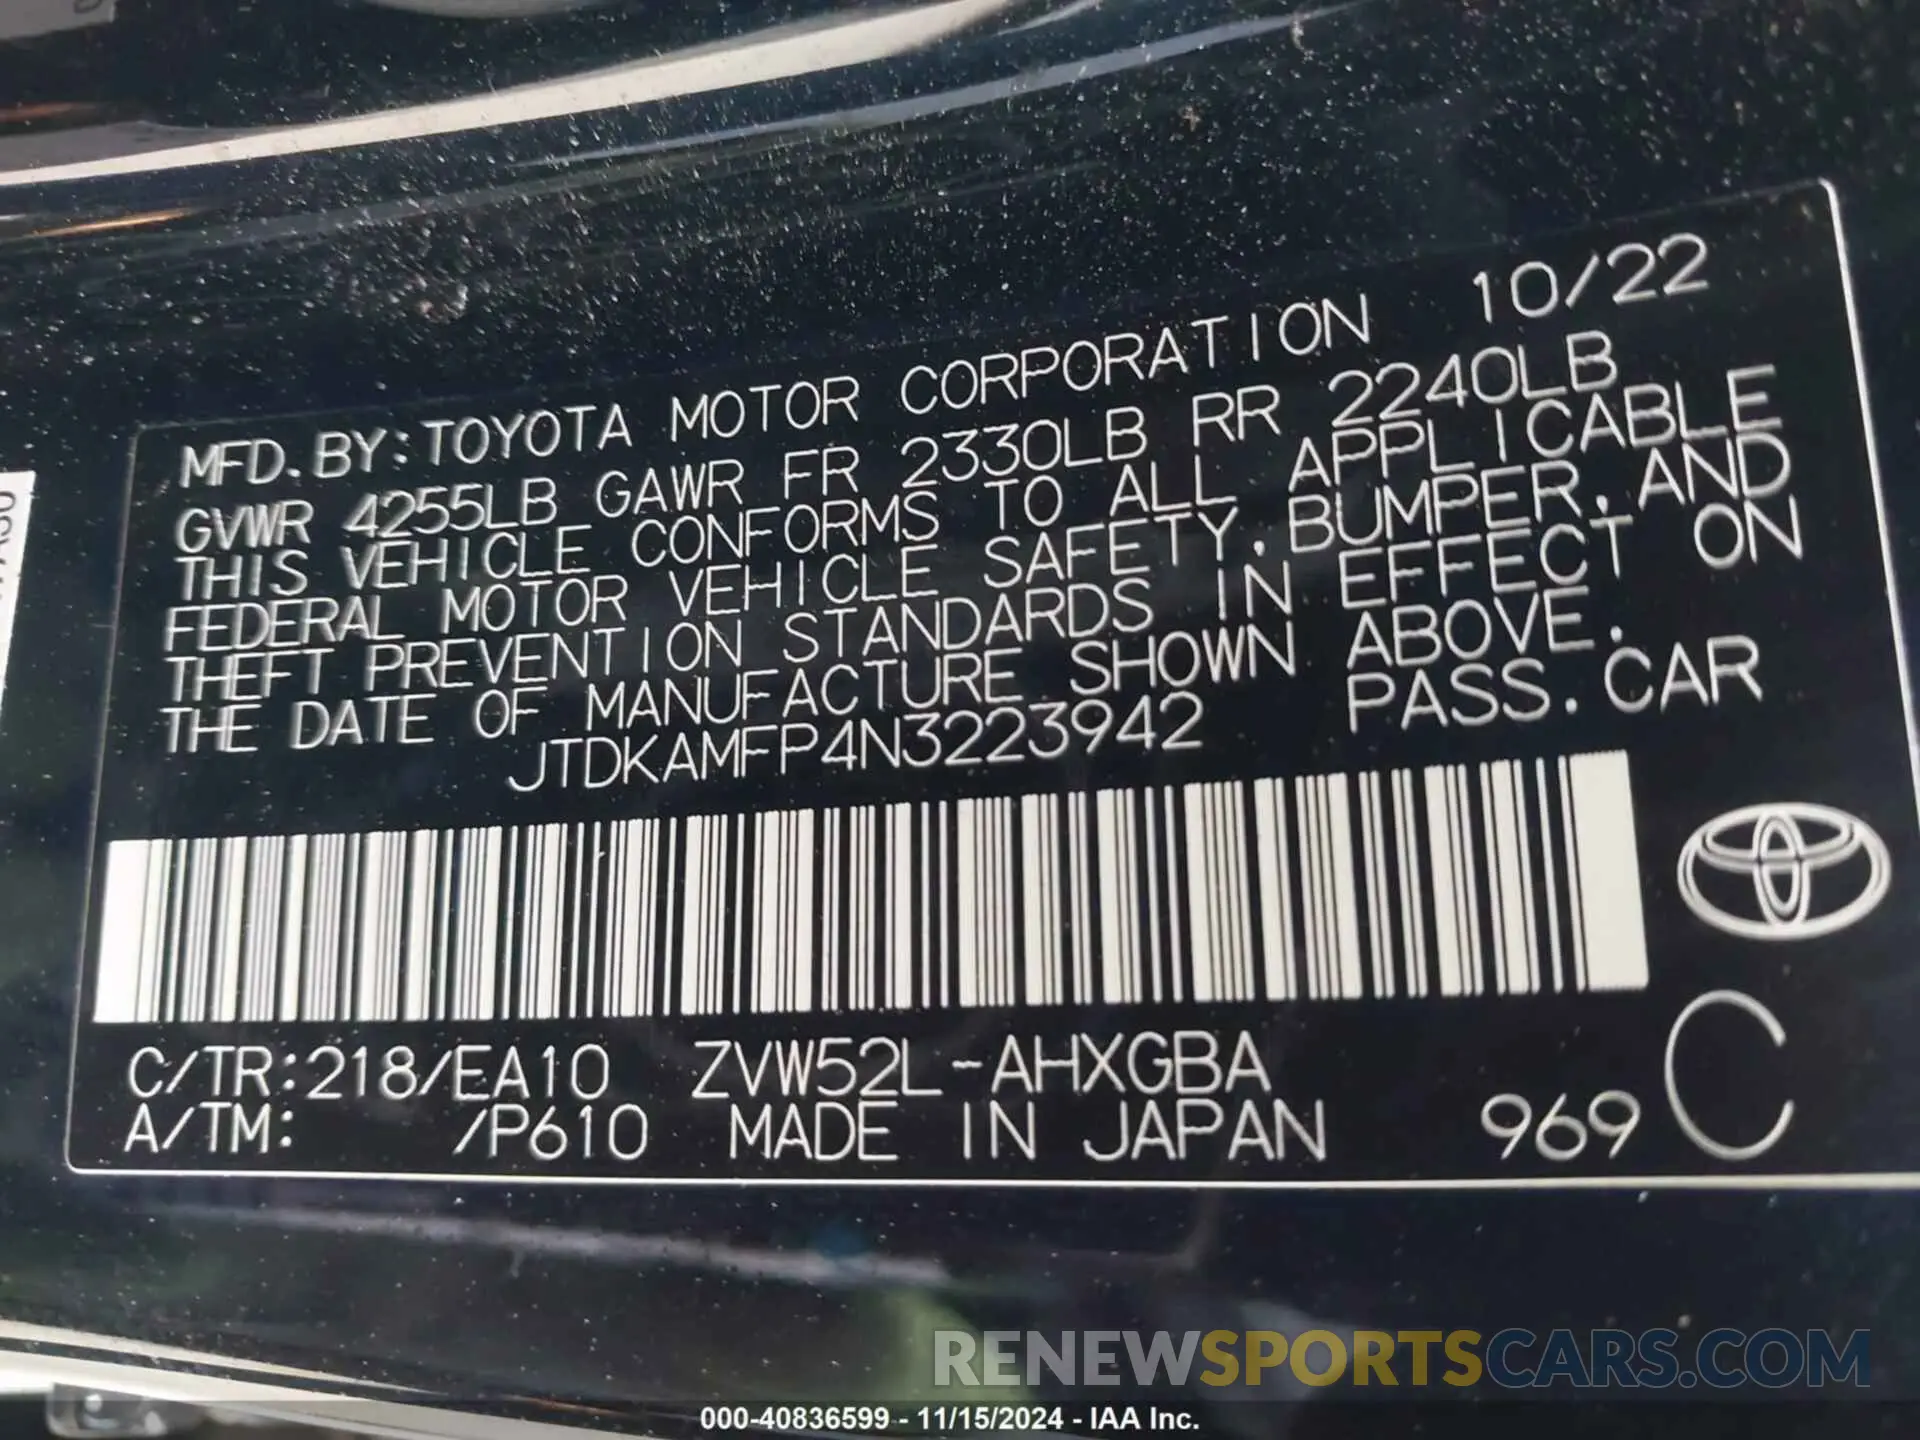 MFD.BY:TOYOTA MOTOR CORPORATION 10/22
GVWR 4255LB GAWR FR 2330LB RR 2240LB
THIS VEHICLE CONFORMS TO ALL APPLICABLE
FEDERAL MOTOR VEHICLE SAFETY,BUMPER,AND
THEFT PREVENTION STANDARDS IN EFFECT ON
THE DATE OF MANUFACTURE SHOWN ABOVE.
JTDKAMFP4N3223942 PASS.CAR
C/TR:218/EA10 ZVW52L-AHXGBA
A/TM: /P610 MADE IN JAPAN 969 C
RENEWSPORTSCARS.COM
000-40836599 - 11/15/2024 - IAA Inc.